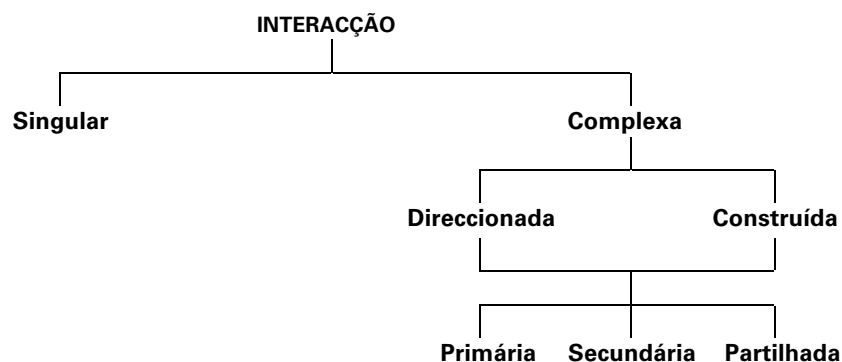 INTERACÇÃO
Singular Complexa
Direccionada Construída
Primária Secundária Partilhada